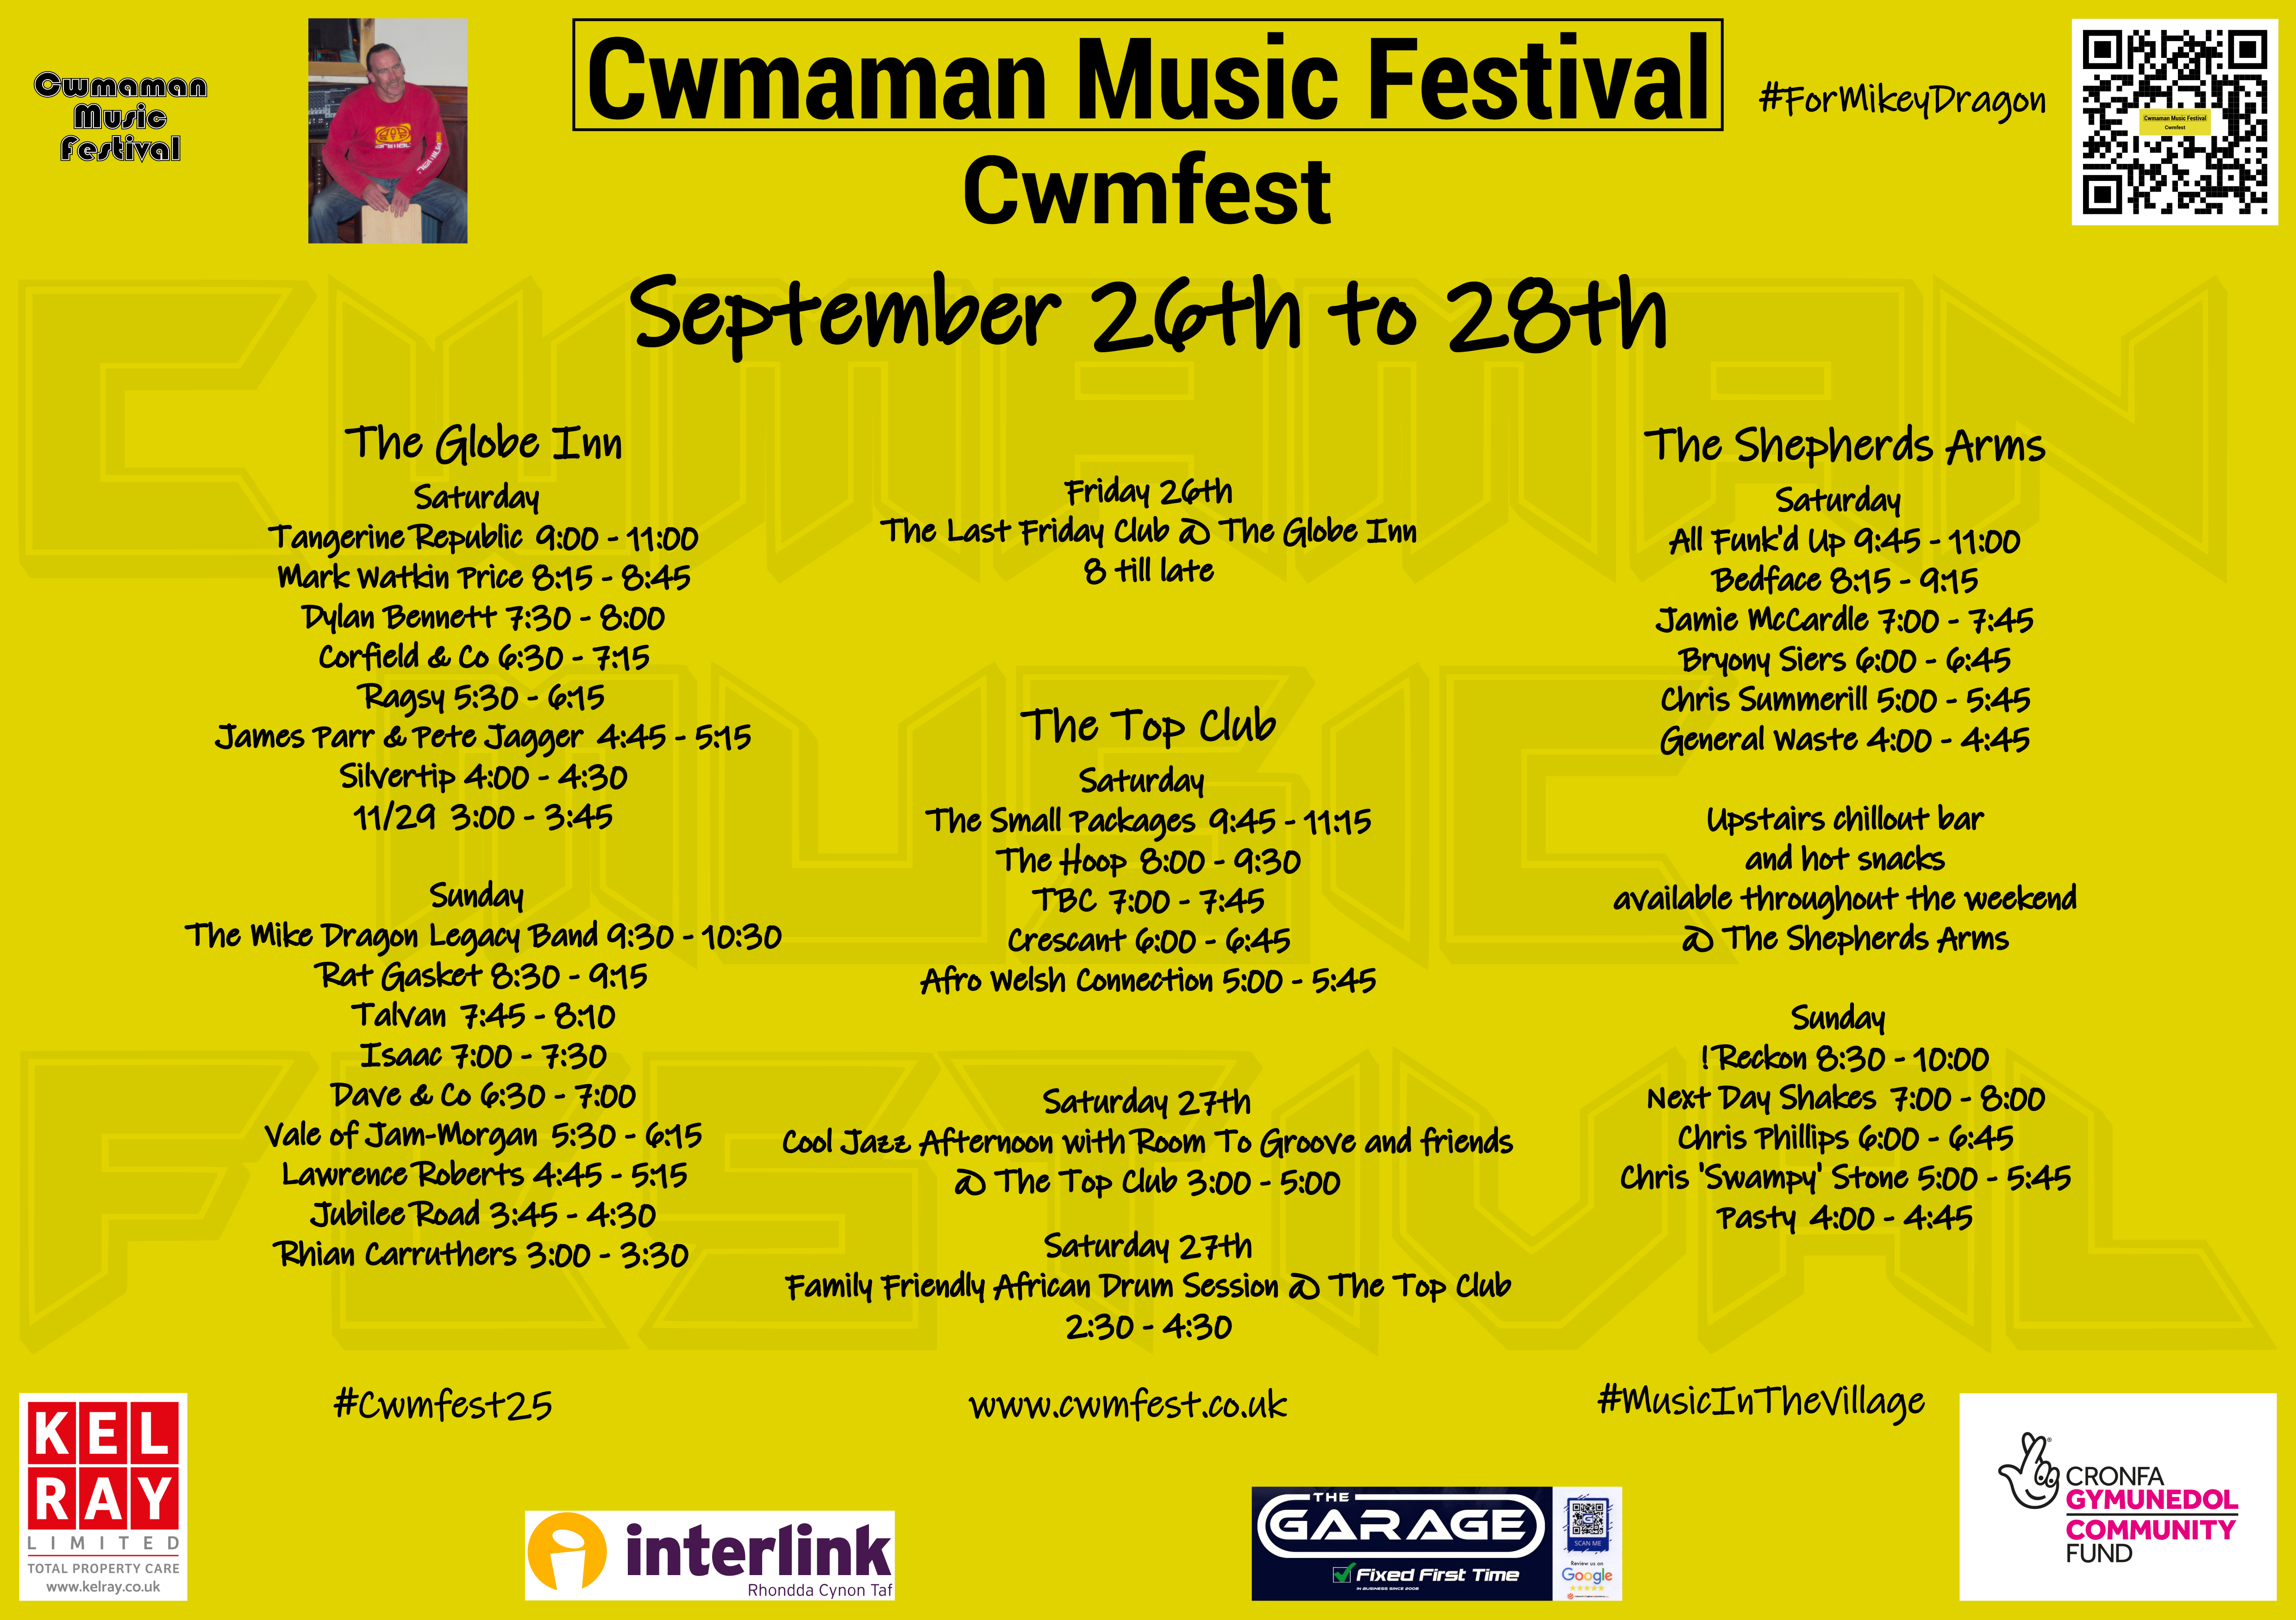 Cwmaman
Music
Festival
Cwmaman Music Festival
Cwmfest
#ForMikeyDragon
Cwmaman Music Festival
Cwmfest
September 26th to 28th
The Globe Inn
Saturday
Tangerine Republic 9:00 - 11:00
Mark Watkin Price 8:15 - 8:45
Dylan Bennett 7:30 - 8:00
Corfield & Co 6:30 - 7:15
Ragsy 5:30 - 6:15
James Parr & Pete Jagger 4:45 - 5:15
Silvertip 4:00 - 4:30
11/29 3:00 - 3:45
Sunday
The Mike Dragon Legacy Band 9:30 - 10:30
Rat Gasket 8:30 - 9:15
Talvan 7:45 - 8:10
Isaac 7:00 - 7:30
Dave & Co 6:30 - 7:00
Vale of Jam-Morgan 5:30 - 6:15
Lawrence Roberts 4:45 - 5:15
Jubilee Road 3:45 - 4:30
Rhian Carruthers 3:00 - 3:30
Friday 26th
The Last Friday Club @ The Globe Inn
8 till late
The Top Club
Saturday
The Small Packages 9:45 - 11:15
The Hoop 8:00 - 9:30
TBC 7:00 - 7:45
Crescant 6:00 - 6:45
Afro Welsh Connection 5:00 - 5:45
Saturday 27th
Cool Jazz Afternoon with Room To Groove and friends
@ The Top Club 3:00 - 5:00
Saturday 27th
Family Friendly African Drum Session @ The Top Club
2:30 - 4:30
The Shepherds Arms
Saturday
All Funk'd Up 9:45 - 11:00
Bedface 8:15 - 9:15
Jamie McCardle 7:00 - 7:45
Bryony Siers 6:00 - 6:45
Chris Summerill 5:00 - 5:45
General Waste 4:00 - 4:45
Upstairs chillout bar
and hot snacks
available throughout the weekend
@ The Shepherds Arms
Sunday
!Reckon 8:30 - 10:00
Next Day Shakes 7:00 - 8:00
Chris Phillips 6:00 - 6:45
Chris 'Swampy' Stone 5:00 - 5:45
Pasty 4:00 - 4:45
CWMAMAN
MUSIC
FESTIVAL
#Cwmfest25
www.cwmfest.co.uk
#MusicInTheVillage
KEL
RAY
LIMITED
TOTAL PROPERTY CARE
www.kelray.co.uk
interlink
Rhondda Cynon Taf
THE
GARAGE
Fixed First Time
IN BUSINESS SINCE 2008
SCAN ME
Review us on
Google
CRONFA
GYMUNEDOL
COMMUNITY
FUND